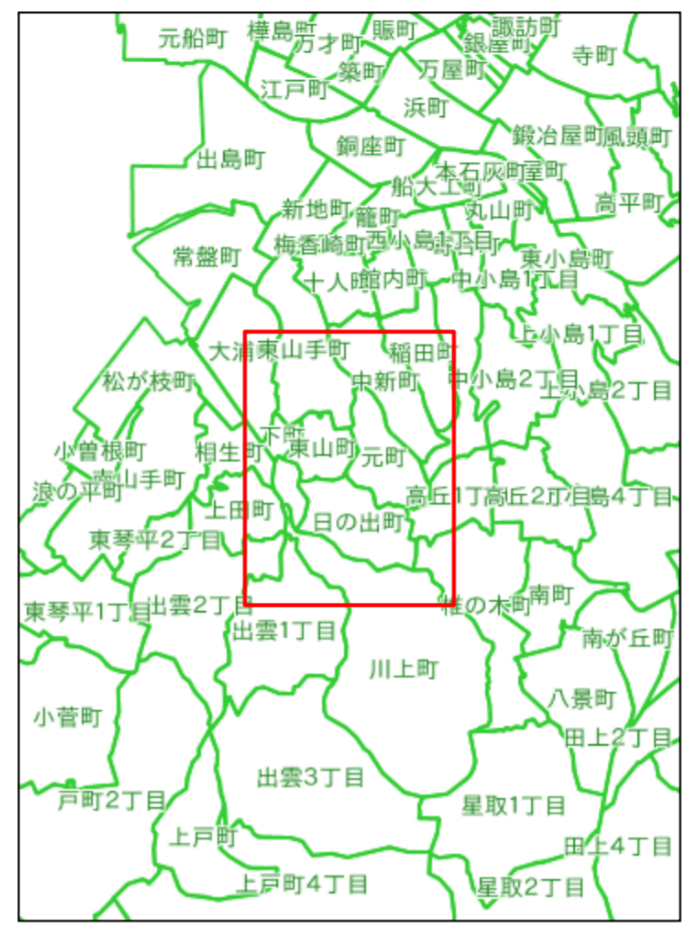 元船町
樺島町
万才町
賑町
銀屋町
諏訪町
寺町
築町
万屋町
江戸町
浜町
鍛冶屋町
風頭町
銅座町
出島町
本石灰町
船大工町
高平町
新地町
籠町
丸山町
梅香崎町
西小島1丁目
常盤町
東小島町
十人町
館内町
中小島1丁目
上小島1丁目
大浦
東山手町
稲田町
松が枝町
中新町
中小島2丁目
上小島2丁目
下町
小曽根町
相生町
東山町
元町
南山手町
浪の平町
高丘1丁
高丘2丁目
小島4丁目
上田町
日の出町
東琴平2丁目
東琴平1丁目
出雲2丁目
椎の木町
南町
出雲1丁目
南が丘町
川上町
八景町
小菅町
田上2丁目
出雲3丁目
戸町2丁目
星取1丁目
上戸町
田上4丁目
上戸町4丁目
星取2丁目